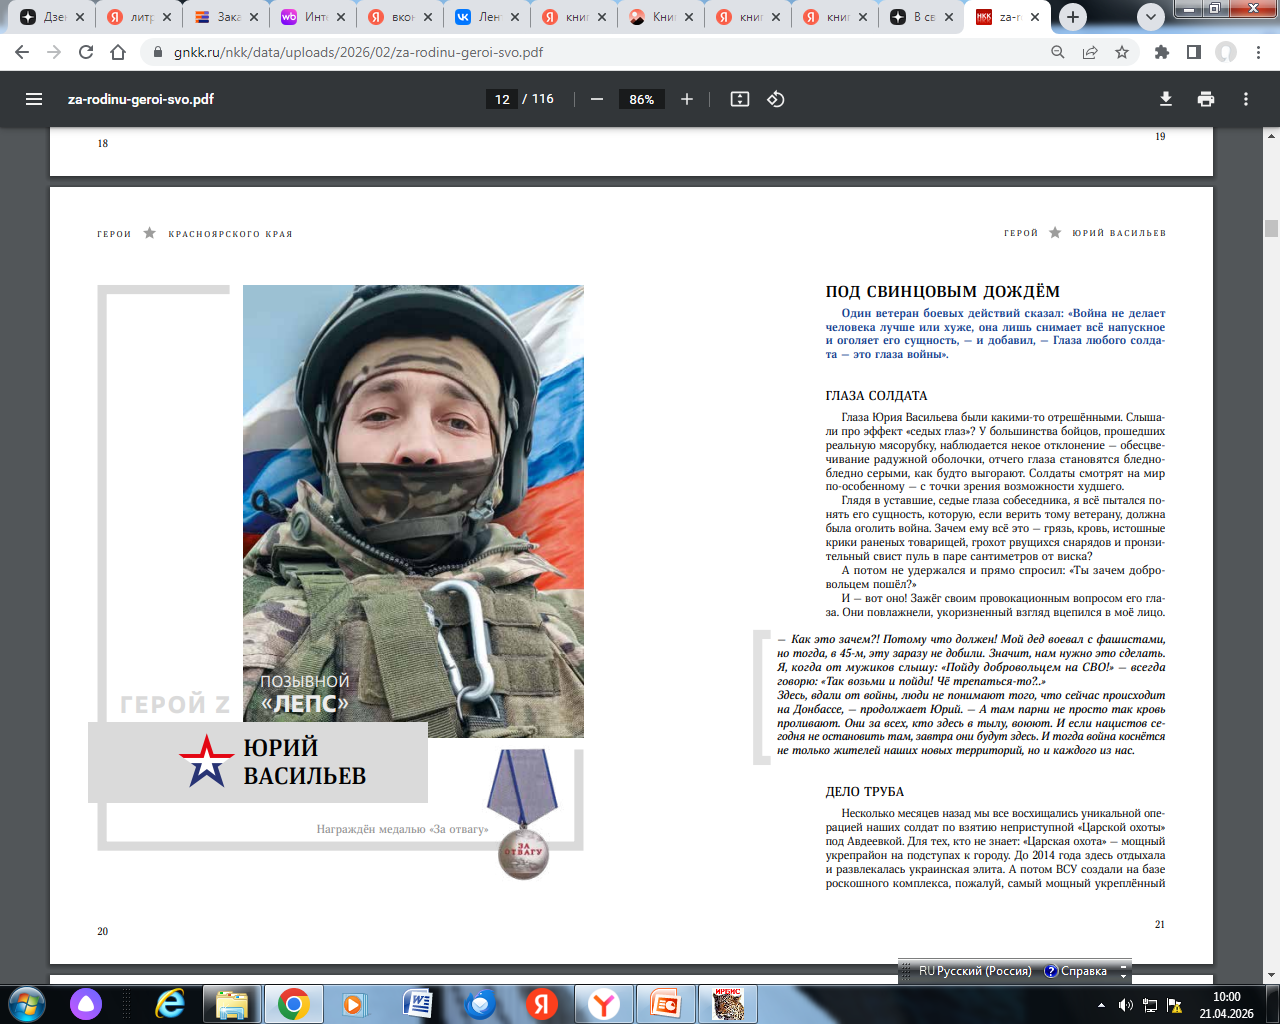 Дзен
литр
Зака
Инте
вкон
Лент
книг
Книг
книг
книг
В св
za-r
gnkk.ru/nkk/data/uploads/2026/02/za-rodinu-geroi-svo.pdf
za-rodinu-geroi-svo.pdf
12 / 116
86%
18
19
ГЕРОИ КРАСНОЯРСКОГО КРАЯ
ГЕРОЙ ЮРИЙ ВАСИЛЬЕВ
ПОЗЫВНОЙ
«ЛЕПС»
ГЕРОЙ Z
ЮРИЙ
ВАСИЛЬЕВ
Награждён медалью «За отвагу»
ЗА
ОТВАГУ
20
ПОД СВИНЦОВЫМ ДОЖДЁМ
Один ветеран боевых действий сказал: «Война не делает
человека лучше или хуже, она лишь снимает всё напускное
и оголяет его сущность, — и добавил, — Глаза любого солда-
та — это глаза войны».
ГЛАЗА СОЛДАТА
Глаза Юрия Васильева были какими-то отрешёнными. Слыша-
ли про эффект «седых глаз»? У большинства бойцов, прошедших
реальную мясорубку, наблюдается некое отклонение — обесцве-
чивание радужной оболочки, отчего глаза становятся бледно-
бледно серыми, как будто выгорают. Солдаты смотрят на мир
по-особенному — с точки зрения возможности худшего.
Глядя в уставшие, седые глаза собеседника, я всё пытался по-
нять его сущность, которую, если верить тому ветерану, должна
была оголить война. Зачем ему всё это — грязь, кровь, истошные
крики раненых товарищей, грохот рвущихся снарядов и пронзи-
тельный свист пуль в паре сантиметров от виска?
А потом не удержался и прямо спросил: «Ты зачем добро-
вольцем пошёл?»
И — вот оно! Зажёг своим провокационным вопросом его гла-
за. Они повлажнели, укоризненный взгляд вцепился в моё лицо.
— Как это зачем?! Потому что должен! Мой дед воевал с фашистами,
но тогда, в 45-м, эту заразу не добили. Значит, нам нужно это сделать.
Я, когда от мужиков слышу: «Пойду добровольцем на СВО!» — всегда
говорю: «Так возьми и пойди! Чё трепаться-то?..»
Здесь, вдали от войны, люди не понимают того, что сейчас происходит
на Донбассе, — продолжает Юрий. — А там парни не просто так кровь
проливают. Они за всех, кто здесь в тылу, воюют. И если нацистов се-
годня не остановить там, завтра они будут здесь. И тогда война коснётся
не только жителей наших новых территорий, но и каждого из нас.
ДЕЛО ТРУБА
Несколько месяцев назад мы все восхищались уникальной опе-
рацией наших солдат по взятию неприступной «Царской охоты»
под Авдеевкой. Для тех, кто не знает: «Царская охота» — мощный
укрепрайон на подступах к городу. До 2014 года здесь отдыхала
и развлекалась украинская элита. А потом ВСУ создали на базе
роскошного комплекса, пожалуй, самый мощный укреплённый
21
RU Русский (Россия) Справка
ИРБИС
10:00
21.04.2026